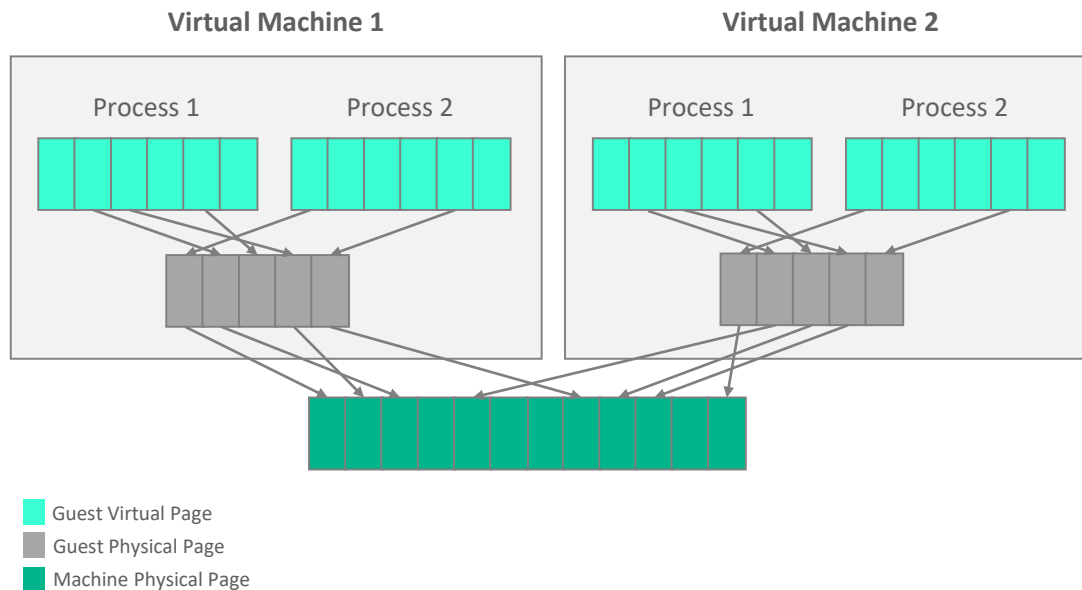 Virtual Machine 1
Virtual Machine 2
Process 1
Process 2
Process 1
Process 2
Guest Virtual Page
Guest Physical Page
Machine Physical Page